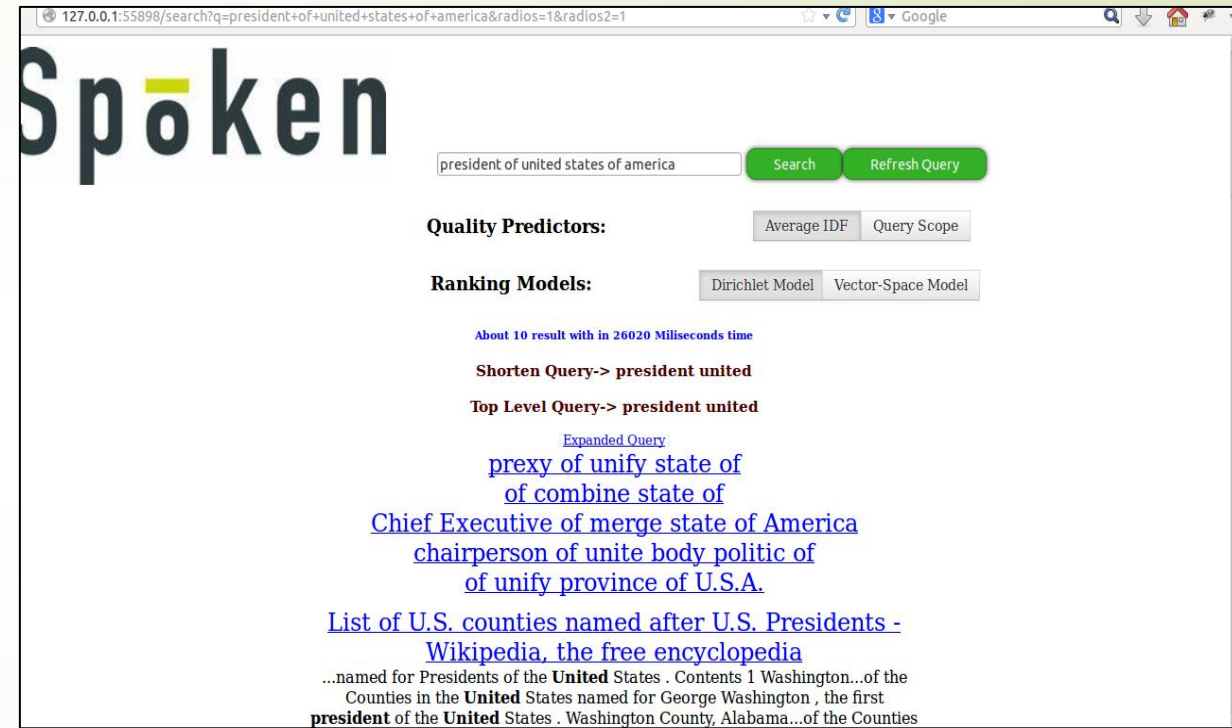 127.0.0.1:55898/search?q=president+of+united+states+of+america&radios=1&radios2=1
Google
Spōken
president of united states of america Search Refresh Query
Quality Predictors: Average IDF Query Scope
Ranking Models: Dirichlet Model Vector-Space Model
About 10 result with in 26020 Miliseconds time
Shorten Query-> president united
Top Level Query-> president united
Expanded Query
prexy of unify state of
of combine state of
Chief Executive of merge state of America
chairperson of unite body politic of
of unify province of U.S.A.
List of U.S. counties named after U.S. Presidents -
Wikipedia, the free encyclopedia
...named for Presidents of the United States . Contents 1 Washington...of the
Counties in the United States named for George Washington , the first
president of the United States . Washington County, Alabama...of the Counties